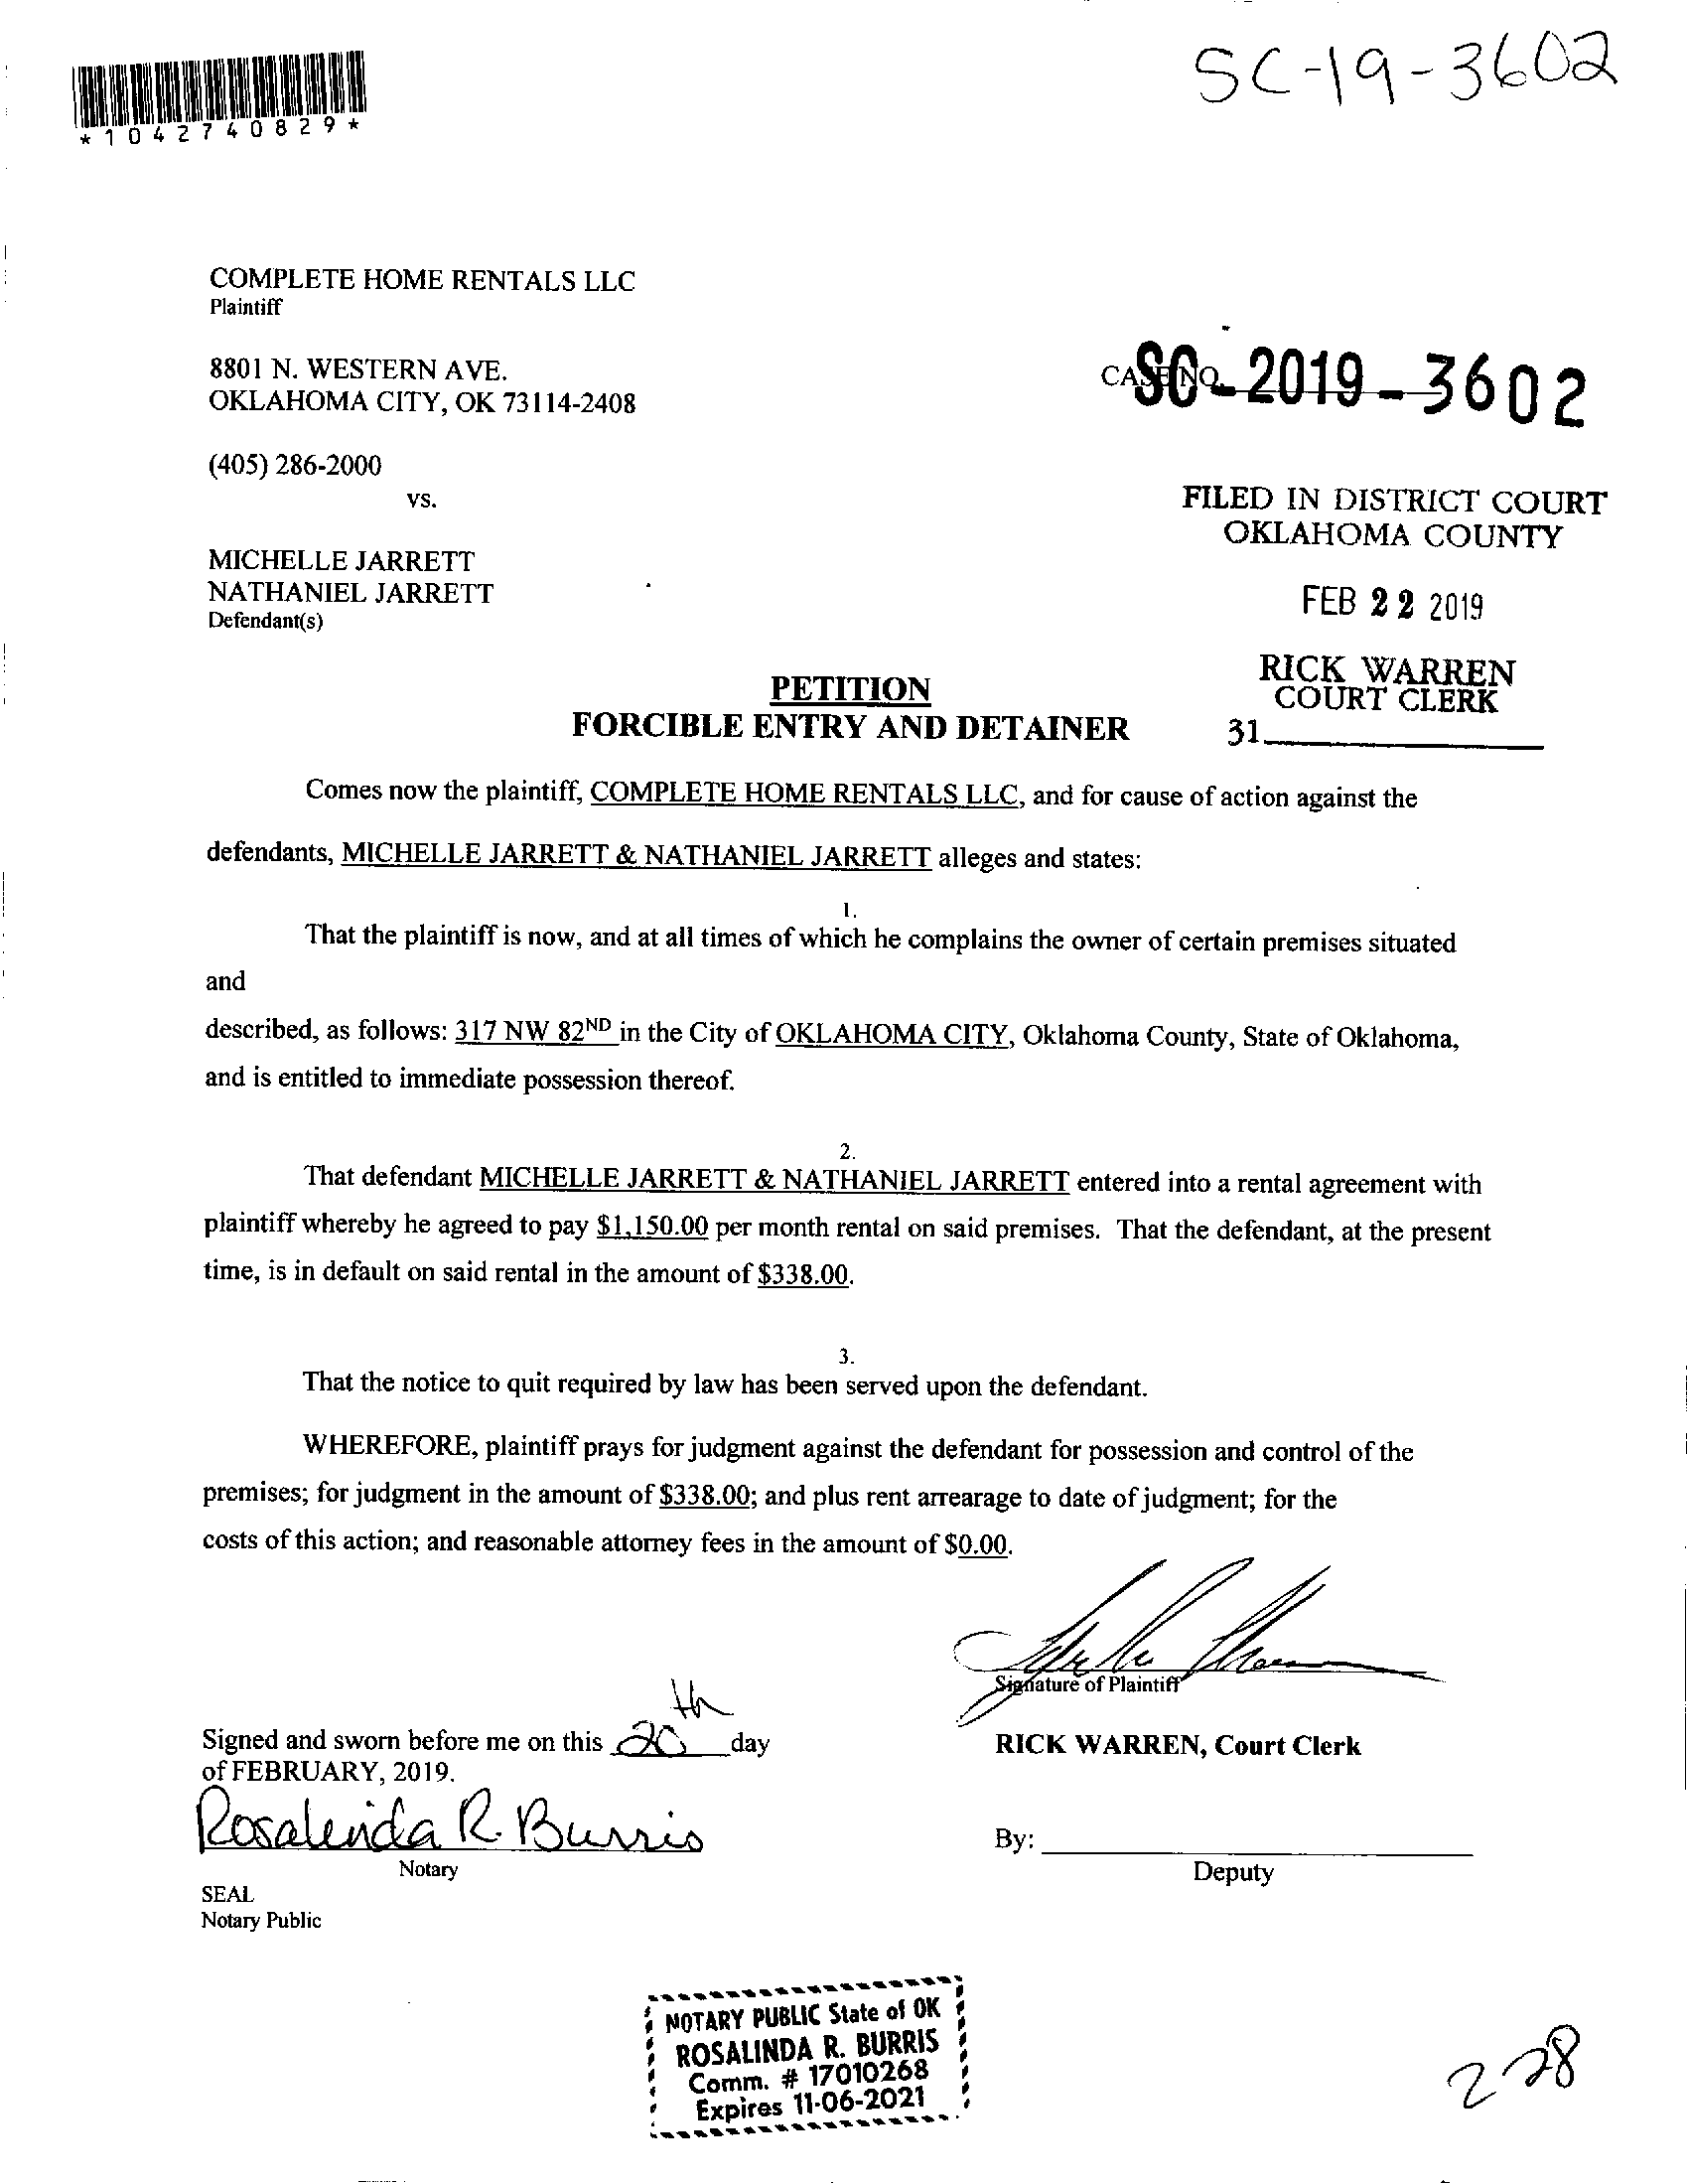 SC-19-3602
*1042740829*
COMPLETE HOME RENTALS LLC
Plaintiff
8801 N. WESTERN AVE.
OKLAHOMA CITY, OK 73114-2408
CASE NO.
SC-2019-3602
(405) 286-2000
vs.
FILED IN DISTRICT COURT
OKLAHOMA COUNTY
MICHELLE JARRETT
NATHANIEL JARRETT
Defendant(s)
FEB 22 2019
RICK WARREN
COURT CLERK
31
PETITION
FORCIBLE ENTRY AND DETAINER
Comes now the plaintiff, COMPLETE HOME RENTALS LLC, and for cause of action against the
defendants, MICHELLE JARRETT & NATHANIEL JARRETT alleges and states:
1.
That the plaintiff is now, and at all times of which he complains the owner of certain premises situated
and
described, as follows: 317 NW 82ND in the City of OKLAHOMA CITY, Oklahoma County, State of Oklahoma,
and is entitled to immediate possession thereof.
2.
That defendant MICHELLE JARRETT & NATHANIEL JARRETT entered into a rental agreement with
plaintiff whereby he agreed to pay $1,150.00 per month rental on said premises. That the defendant, at the present
time, is in default on said rental in the amount of $338.00.
3.
That the notice to quit required by law has been served upon the defendant.
WHEREFORE, plaintiff prays for judgment against the defendant for possession and control of the
premises; for judgment in the amount of $338.00; and plus rent arrearage to date of judgment; for the
costs of this action; and reasonable attorney fees in the amount of $0.00.
Signature of Plaintiff
Signed and sworn before me on this 20th day
of FEBRUARY, 2019.
RICK WARREN, Court Clerk
Rosalinda R. Burris
Notary
By:
Deputy
SEAL
Notary Public
NOTARY PUBLIC State of OK
ROSALINDA R. BURRIS
Comm. # 17010268
Expires 11-06-2021
228